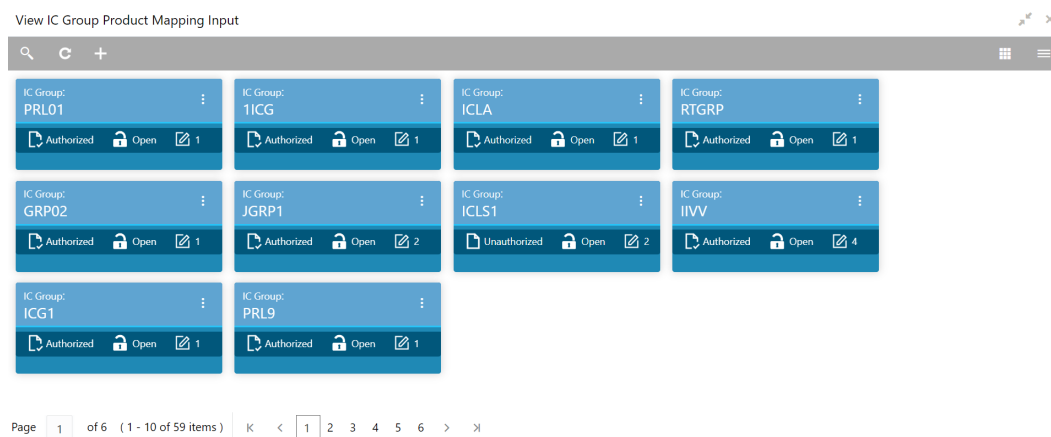 View IC Group Product Mapping Input
IC Group: IC Group: IC Group: IC Group:
PRL01 1ICG ICLA RTGRP
Authorized Open 1 Authorized Open 1 Authorized Open 1 Authorized Open 1
IC Group: IC Group: IC Group: IC Group:
GRP02 JGRP1 ICLS1 IIVV
Authorized Open 1 Authorized Open 2 Unauthorized Open 2 Authorized Open 4
IC Group: IC Group:
ICG1 PRL9
Authorized Open 1 Authorized Open 1
Page 1 of 6 ( 1 - 10 of 59 items ) 1 2 3 4 5 6